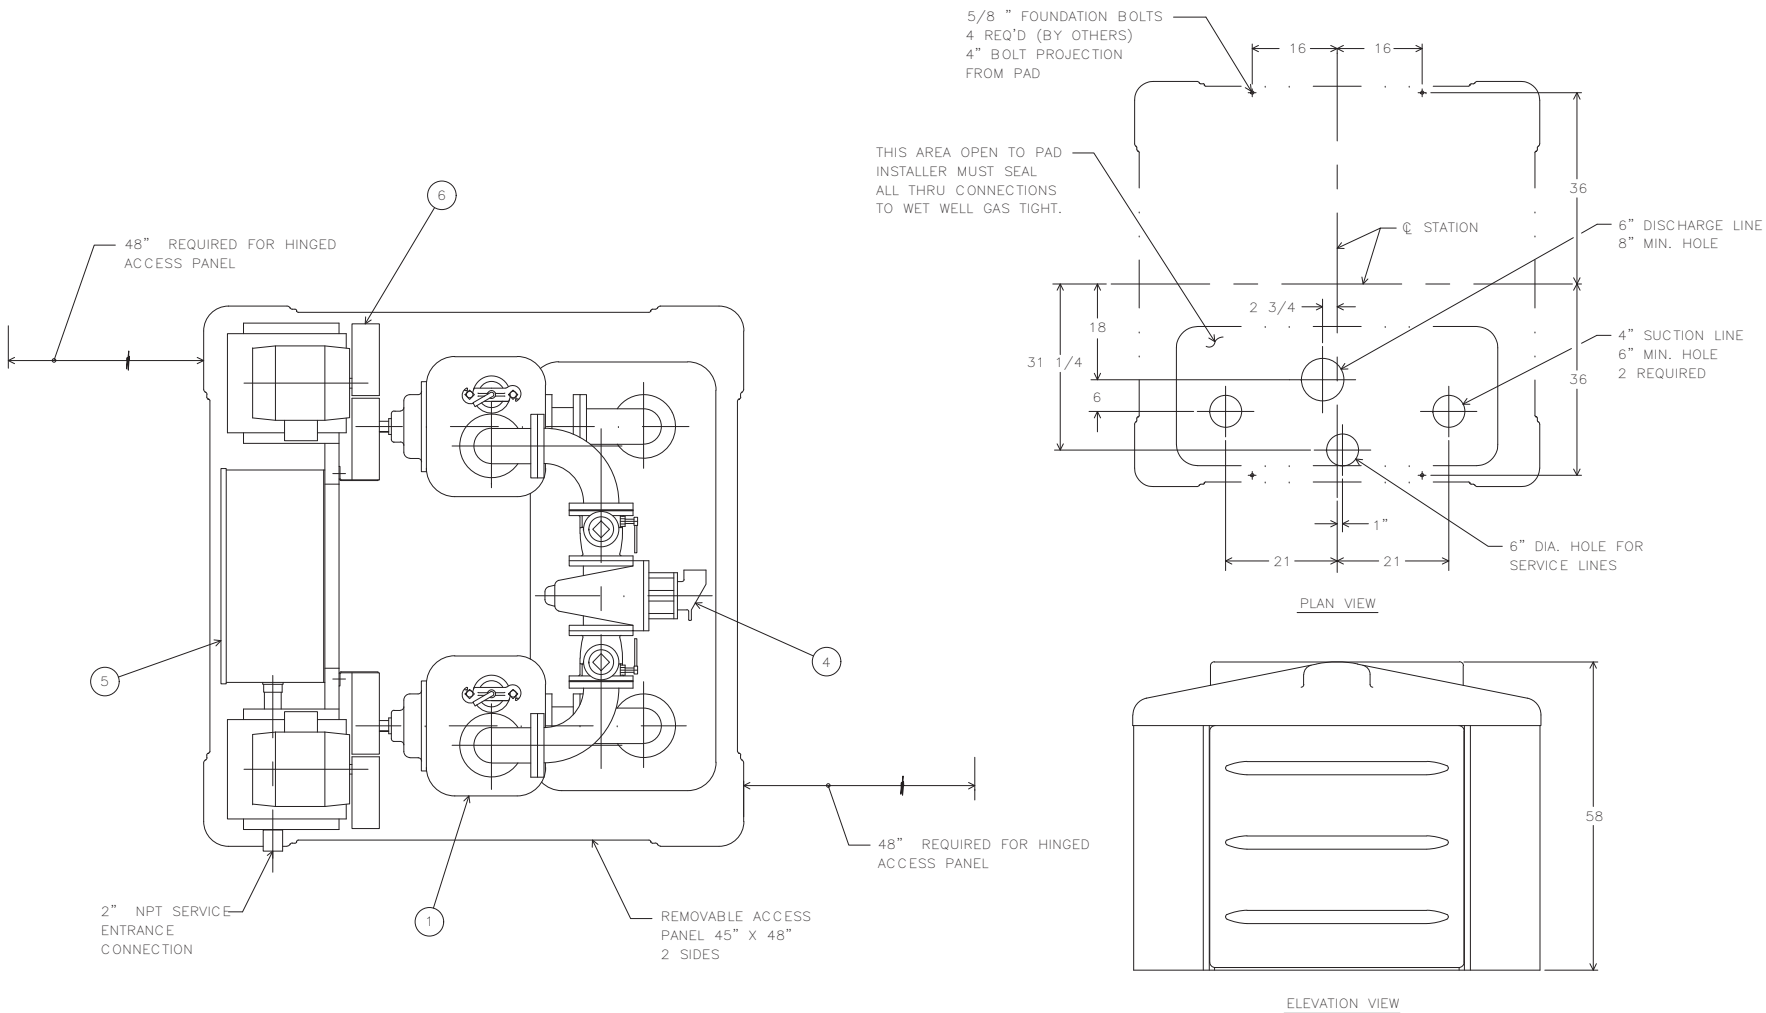 5/8 " FOUNDATION BOLTS
4 REQ'D (BY OTHERS)
4" BOLT PROJECTION
FROM PAD
16
16
THIS AREA OPEN TO PAD
INSTALLER MUST SEAL
ALL THRU CONNECTIONS
TO WET WELL GAS TIGHT.
36
℄ STATION
6" DISCHARGE LINE
8" MIN. HOLE
2 3/4
18
31 1/4
6
4" SUCTION LINE
6" MIN. HOLE
2 REQUIRED
36
1"
21
21
6" DIA. HOLE FOR
SERVICE LINES
PLAN VIEW
6
48" REQUIRED FOR HINGED
ACCESS PANEL
5
4
48" REQUIRED FOR HINGED
ACCESS PANEL
2" NPT SERVICE
ENTRANCE
CONNECTION
1
REMOVABLE ACCESS
PANEL 45" X 48"
2 SIDES
58
ELEVATION VIEW